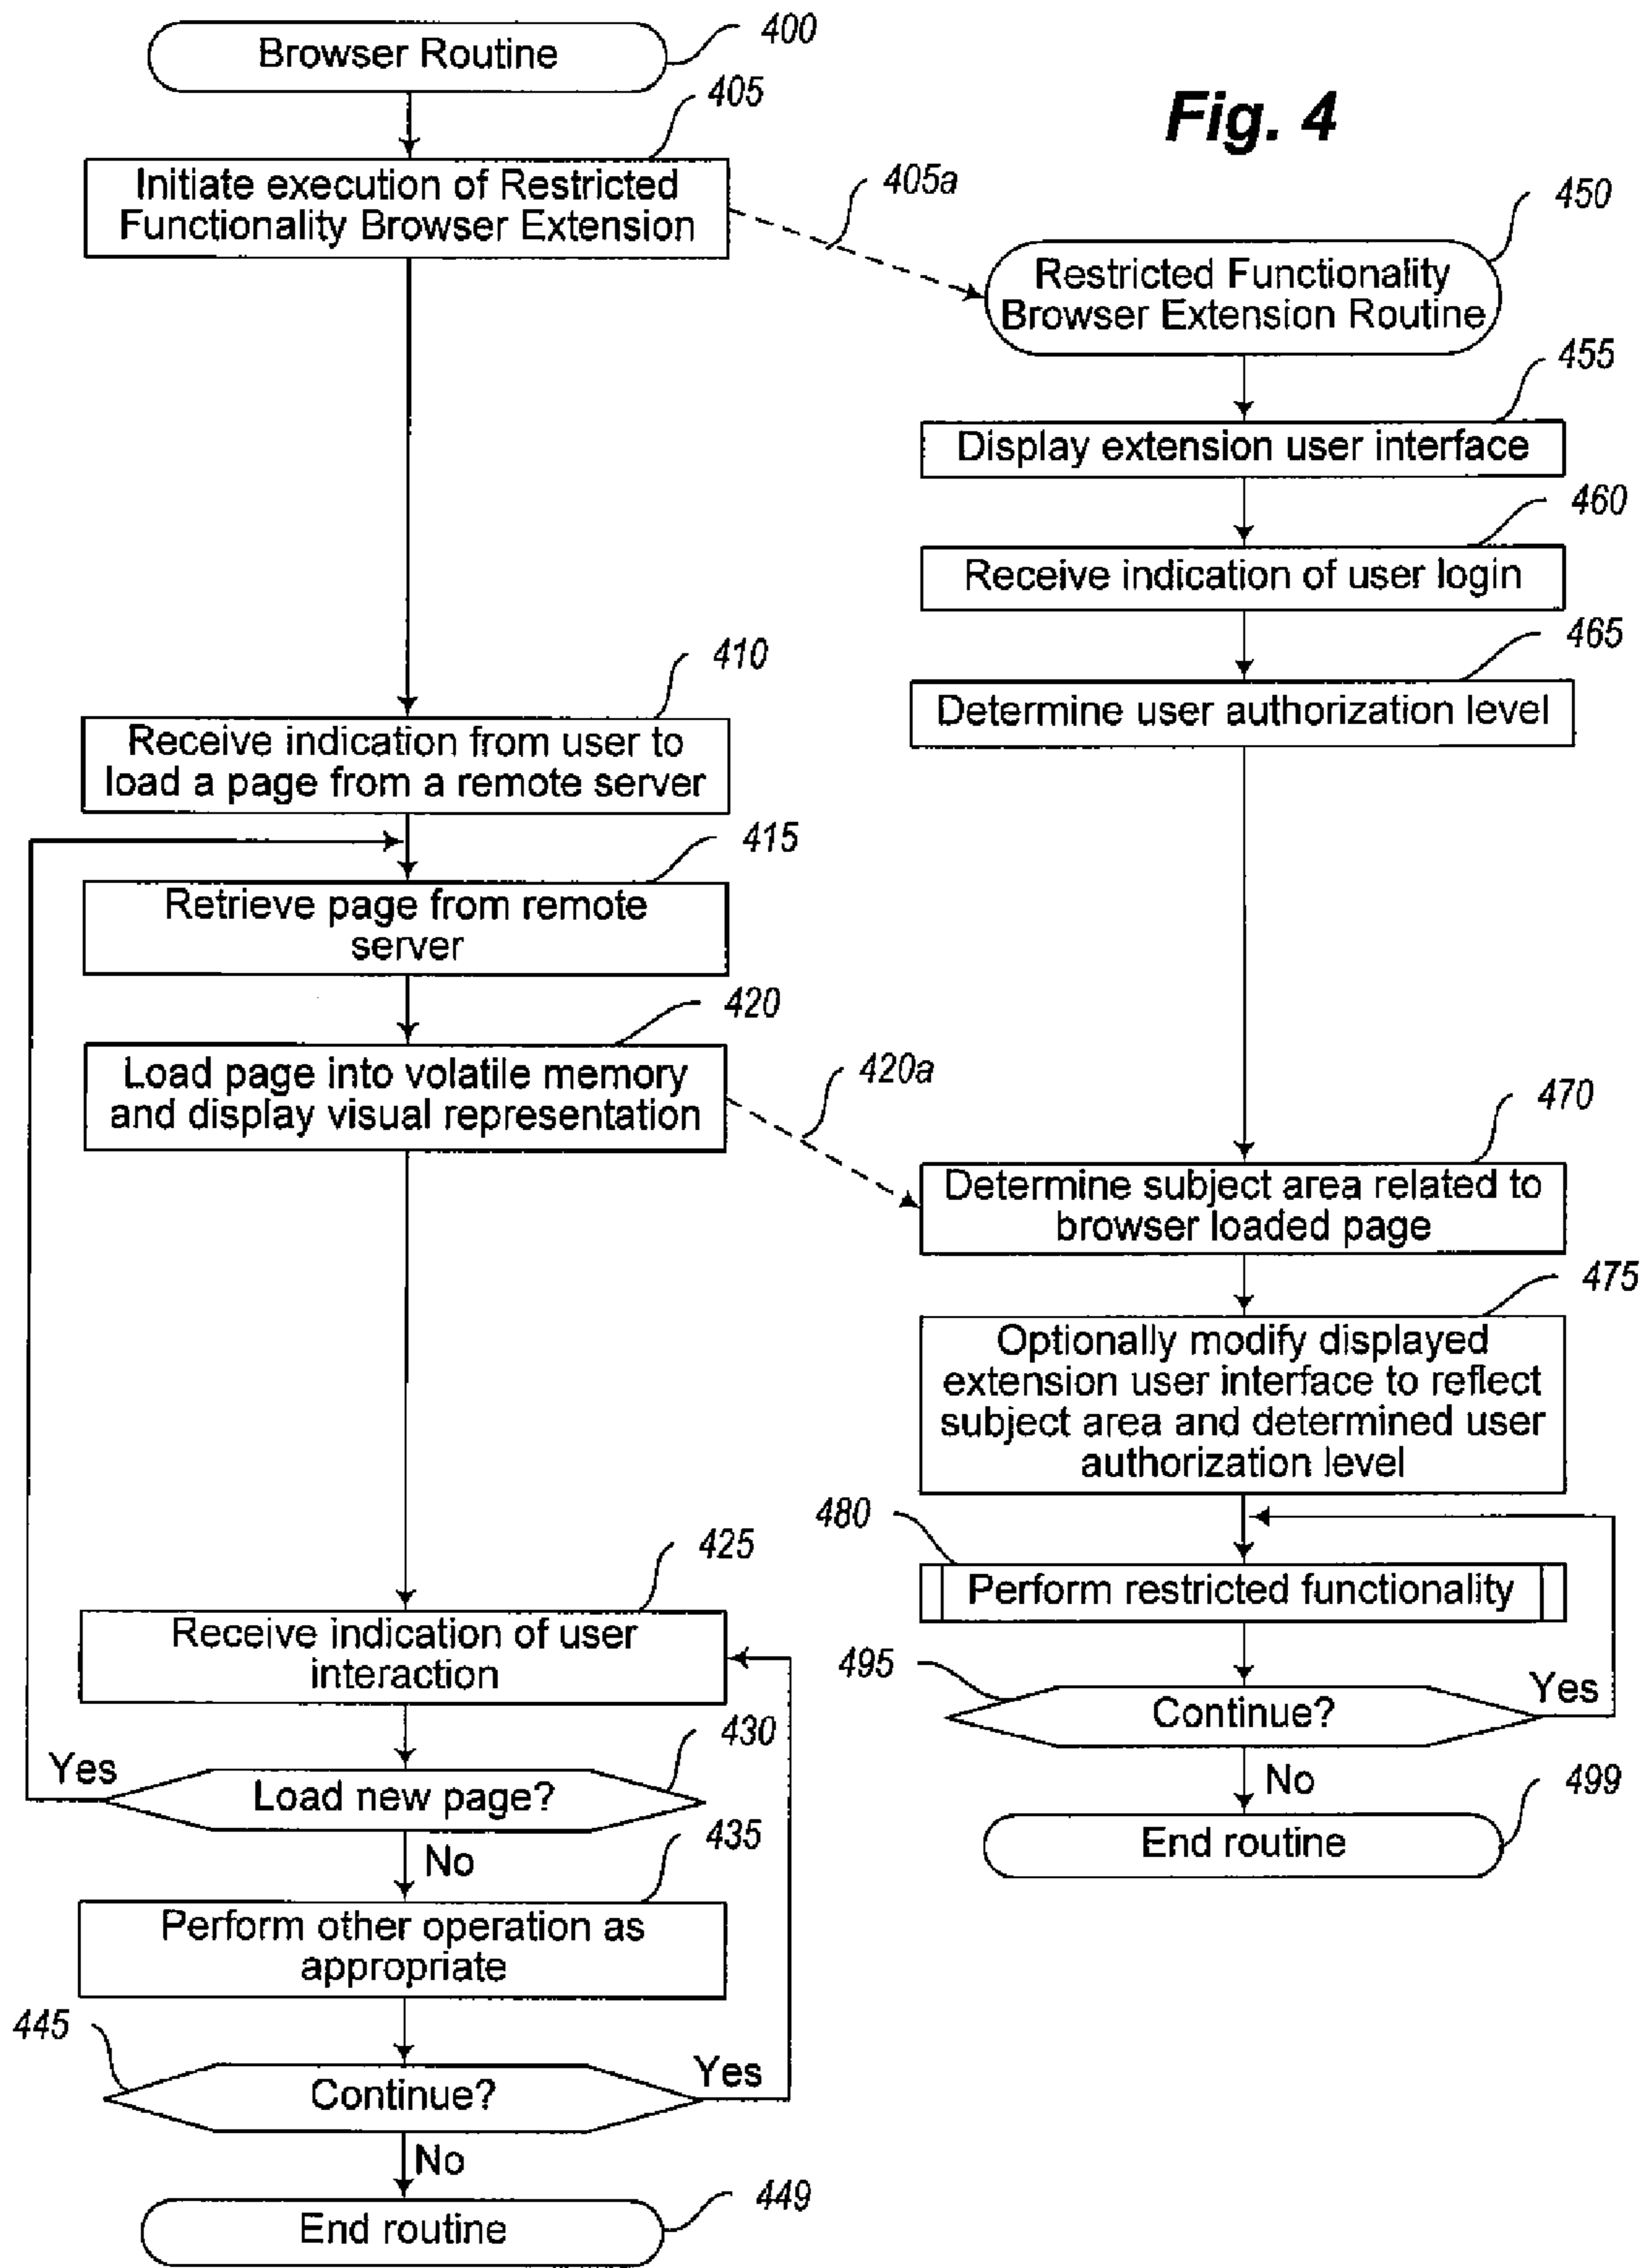 Browser Routine
400
Fig. 4
405
Initiate execution of Restricted
Functionality Browser Extension
405a
450
Restricted Functionality
Browser Extension Routine
455
Display extension user interface
460
Receive indication of user login
465
Determine user authorization level
410
Receive indication from user to
load a page from a remote server
415
Retrieve page from remote
server
420
Load page into volatile memory
and display visual representation
420a
470
Determine subject area related to
browser loaded page
475
Optionally modify displayed
extension user interface to reflect
subject area and determined user
authorization level
480
Perform restricted functionality
495
Continue?
Yes
No
499
End routine
425
Receive indication of user
interaction
430
Yes
Load new page?
No
435
Perform other operation as
appropriate
445
Continue?
Yes
No
449
End routine